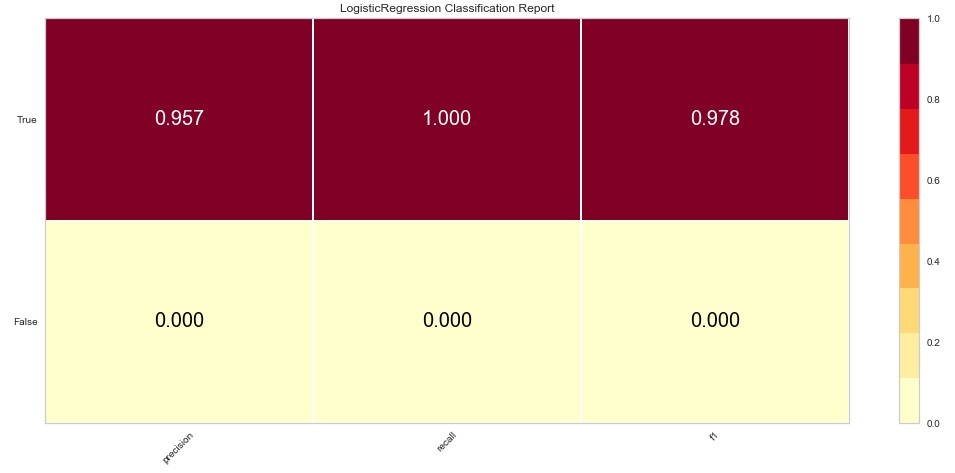 LogisticRegression Classification Report
True
0.957 1.000 0.978
False
0.000 0.000 0.000
precision recall f1
1.0
0.8
0.6
0.4
0.2
0.0